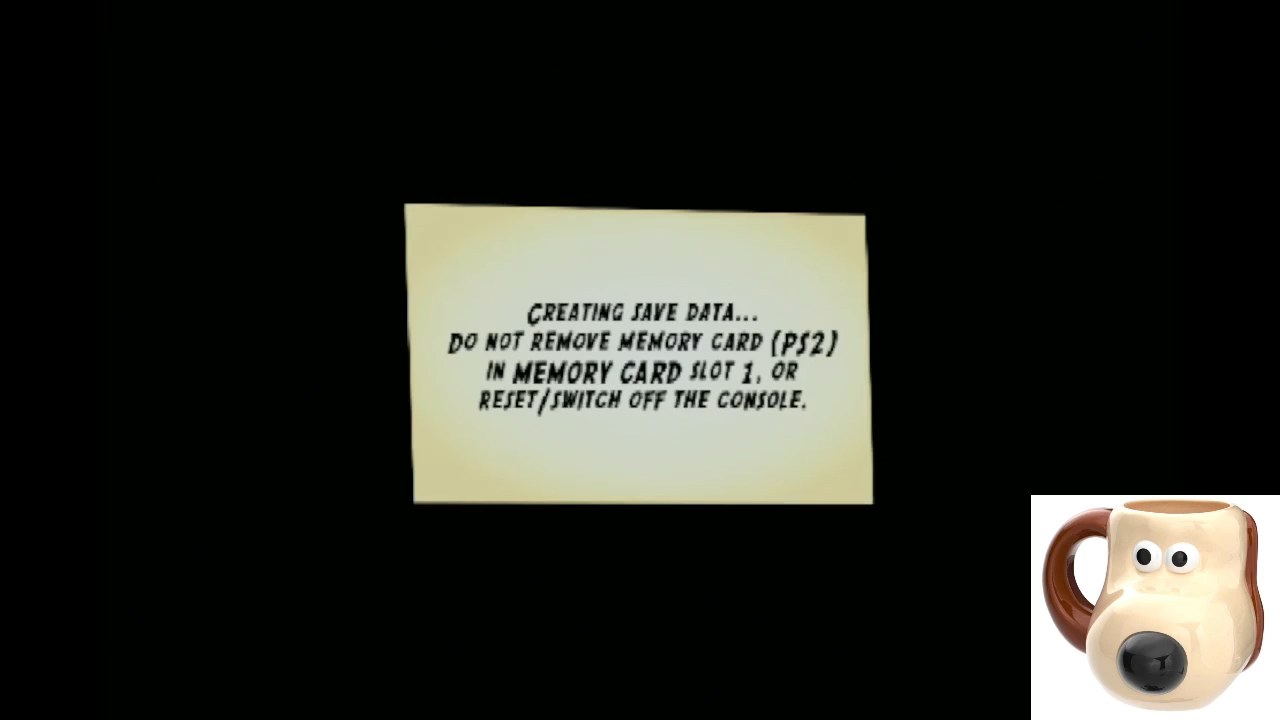 Creating save data...
Do not remove memory card (PS2)
in MEMORY CARD slot 1, or
reset/switch off the console.